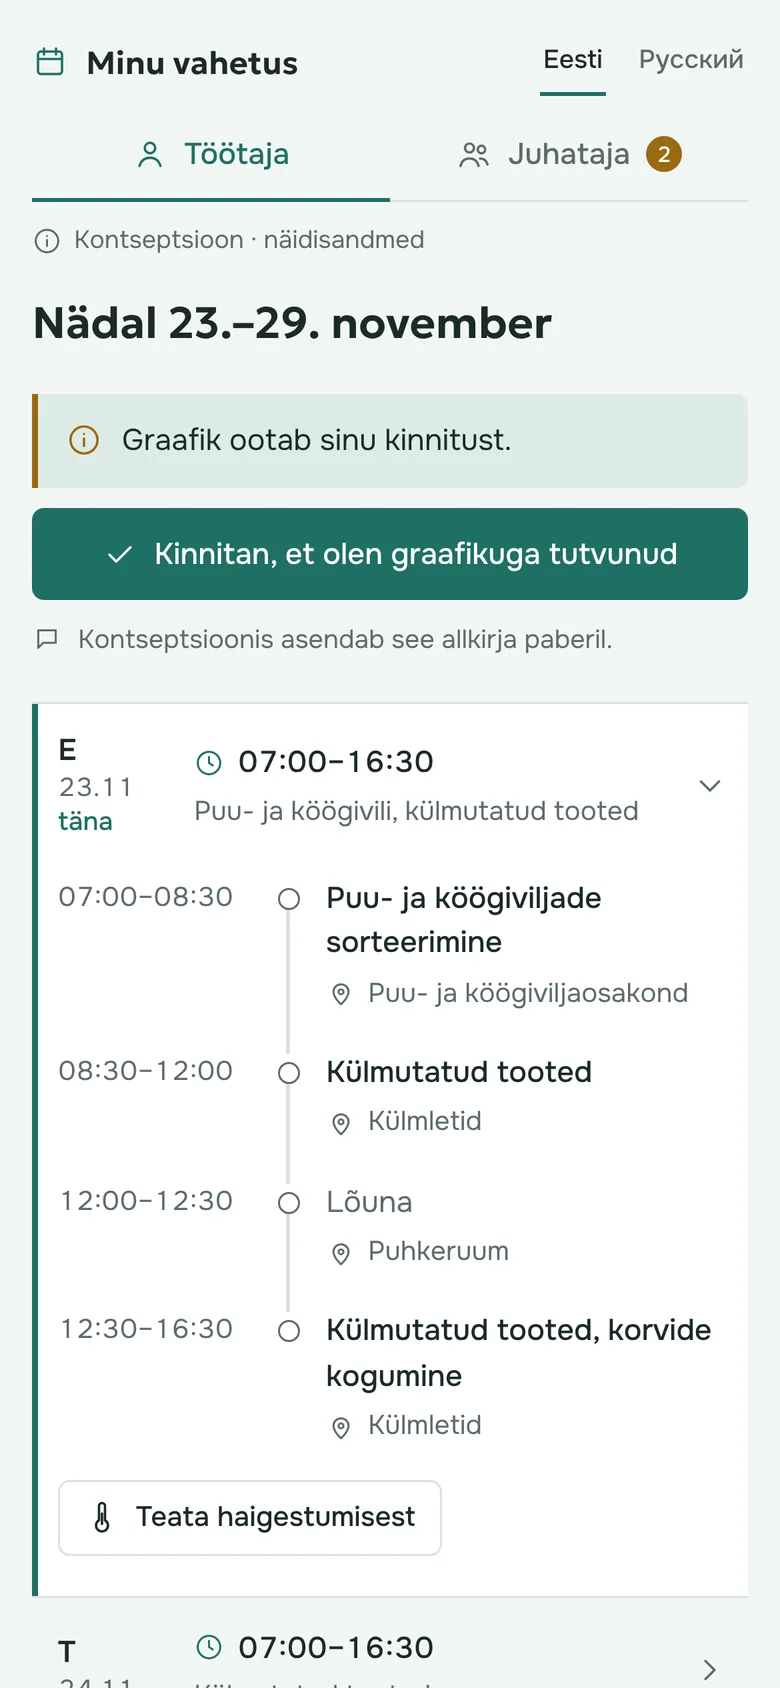 Minu vahetus
Eesti
Русский
Töötaja
Juhataja 2
Kontseptsioon · näidisandmed
Nädal 23.–29. november
Graafik ootab sinu kinnitust.
Kinnitan, et olen graafikuga tutvunud
Kontseptsioonis asendab see allkirja paberil.
E
23.11
täna
07:00–16:30
Puu- ja köögivili, külmutatud tooted
07:00–08:30
Puu- ja köögiviljade
sorteerimine
Puu- ja köögiviljaosakond
08:30–12:00
Külmutatud tooted
Külmletid
12:00–12:30
Lõuna
Puhkeruum
12:30–16:30
Külmutatud tooted, korvide
kogumine
Külmletid
Teata haigestumisest
T
24.11
07:00–16:30